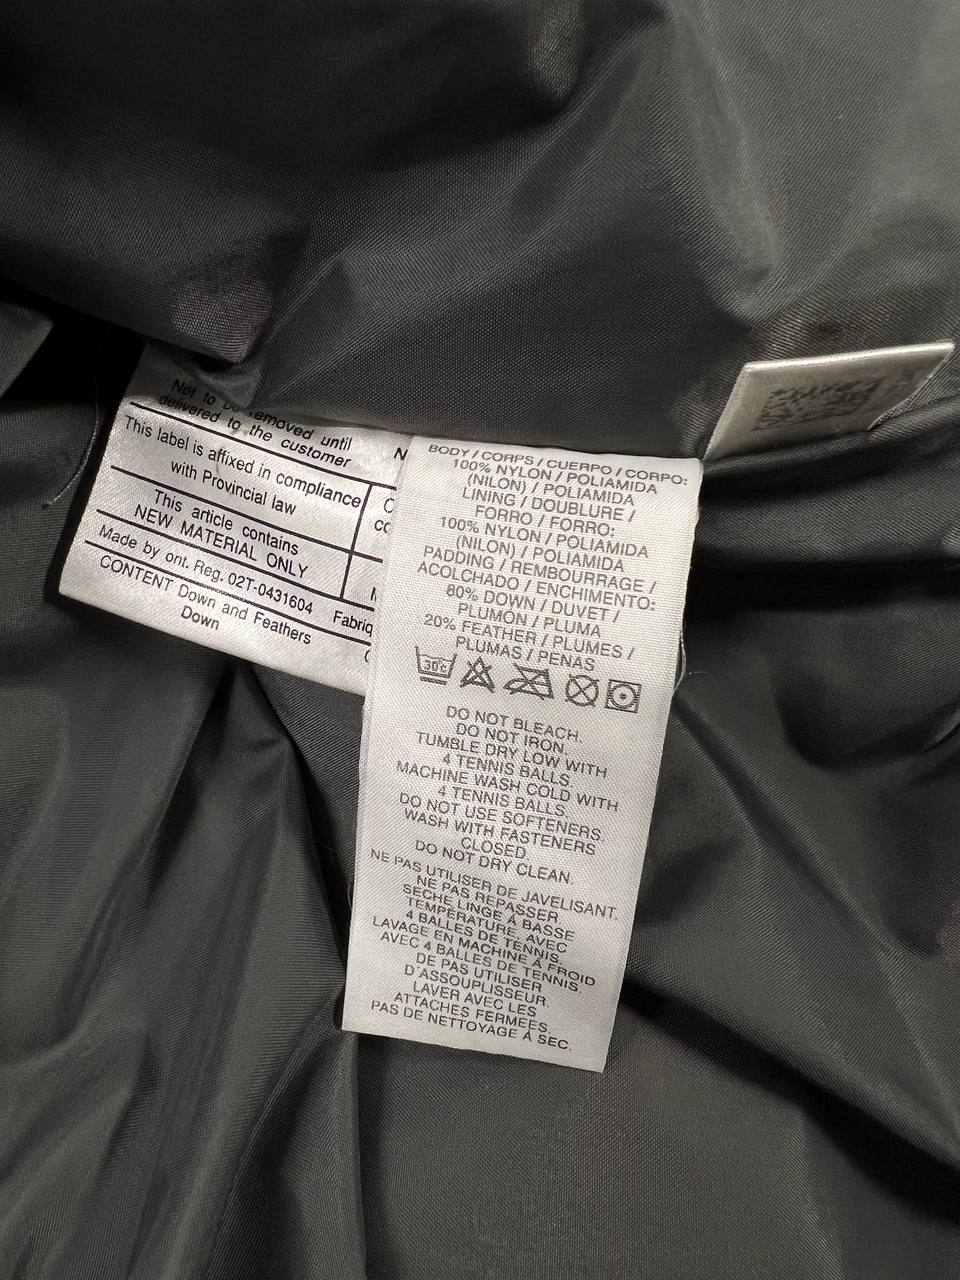 Not to be removed until
delivered to the customer
This label is affixed in compliance
with Provincial law
This article contains
NEW MATERIAL ONLY
Made by ont. Reg. 02T-0431604
CONTENT Down and Feathers
Down
BODY / CORPS / CUERPO / CORPO:
100% NYLON / POLIAMIDA
(NILON) / POLIAMIDA
LINING / DOUBLURE /
FORRO / FORRO:
100% NYLON / POLIAMIDA
(NILON) / POLIAMIDA
PADDING / REMBOURRAGE /
ACOLCHADO / ENCHIMENTO:
80% DOWN / DUVET /
PLUMÓN / PLUMA
20% FEATHER / PLUMES /
PLUMAS / PENAS
30°c
DO NOT BLEACH.
DO NOT IRON.
TUMBLE DRY LOW WITH
4 TENNIS BALLS.
MACHINE WASH COLD WITH
4 TENNIS BALLS.
DO NOT USE SOFTENERS.
WASH WITH FASTENERS
CLOSED.
DO NOT DRY CLEAN.
NE PAS UTILISER DE JAVELISANT.
NE PAS REPASSER.
SÈCHE LINGE À BASSE
TEMPÉRATURE, AVEC
4 BALLES DE TENNIS.
LAVAGE EN MACHINE À FROID
AVEC 4 BALLES DE TENNIS.
DE PAS UTILISER
D'ASSOUPLISSEUR.
LAVER AVEC LES
ATTACHES FERMÉES.
PAS DE NETTOYAGE À SEC.